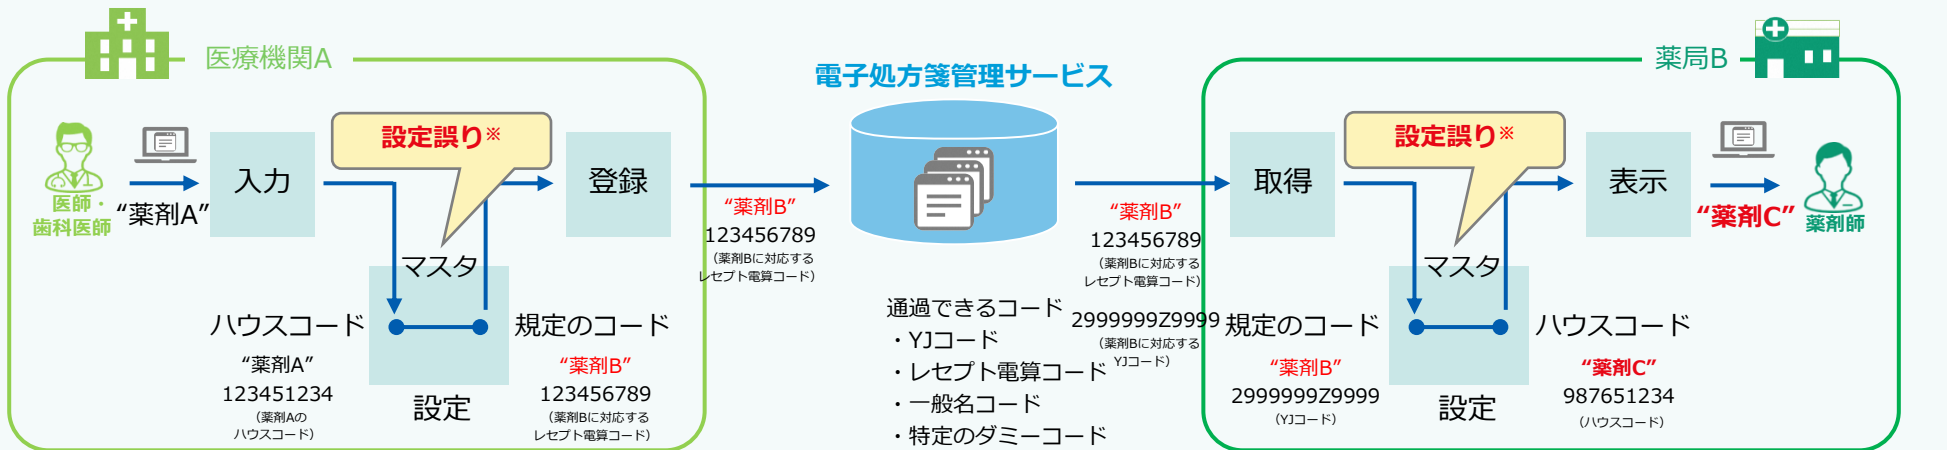 医療機関A
医師・
歯科医師
“薬剤A”
入力
設定誤り※
登録
マスタ
ハウスコード
規定のコード
“薬剤A”
123451234
（薬剤Aの
ハウスコード）
設定
“薬剤B”
123456789
（薬剤Bに対応する
レセプト電算コード）
“薬剤B”
123456789
（薬剤Bに対応する
レセプト電算コード）
電子処方箋管理サービス
通過できるコード
・YJコード
・レセプト電算コード
・一般名コード
・特定のダミーコード
“薬剤B”
123456789
（薬剤Bに対応する
レセプト電算コード）
2999999Z9999
（薬剤Bに対応する
YJコード）
薬局B
取得
設定誤り※
表示
“薬剤C”
薬剤師
マスタ
規定のコード
ハウスコード
“薬剤B”
2999999Z9999
（YJコード）
設定
“薬剤C”
987651234
（ハウスコード）